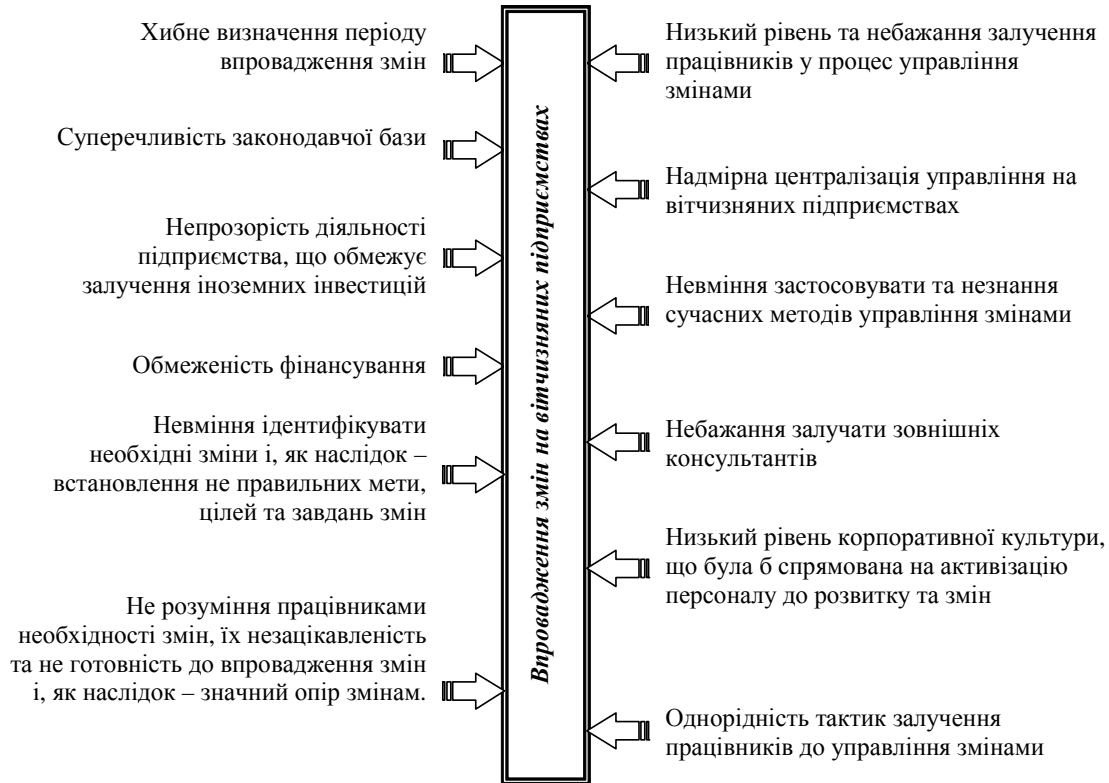 Хибне визначення періоду
впровадження змін
Суперечливість законодавчої бази
Непрозорість діяльності
підприємства, що обмежує
залучення іноземних інвестицій
Обмеженість фінансування
Невміння ідентифікувати
необхідні зміни і, як наслідок –
встановлення не правильних мети,
цілей та завдань змін
Не розуміння працівниками
необхідності змін, їх незацікавленість
та не готовність до впровадження змін
і, як наслідок – значний опір змінам.
Впровадження змін на вітчизняних підприємствах
Низький рівень та небажання залучення
працівників у процес управління
змінами
Надмірна централізація управління на
вітчизняних підприємствах
Невміння застосовувати та незнання
сучасних методів управління змінами
Небажання залучати зовнішніх
консультантів
Низький рівень корпоративної культури,
що була б спрямована на активізацію
персоналу до розвитку та змін
Однорідність тактик залучення
працівників до управління змінами